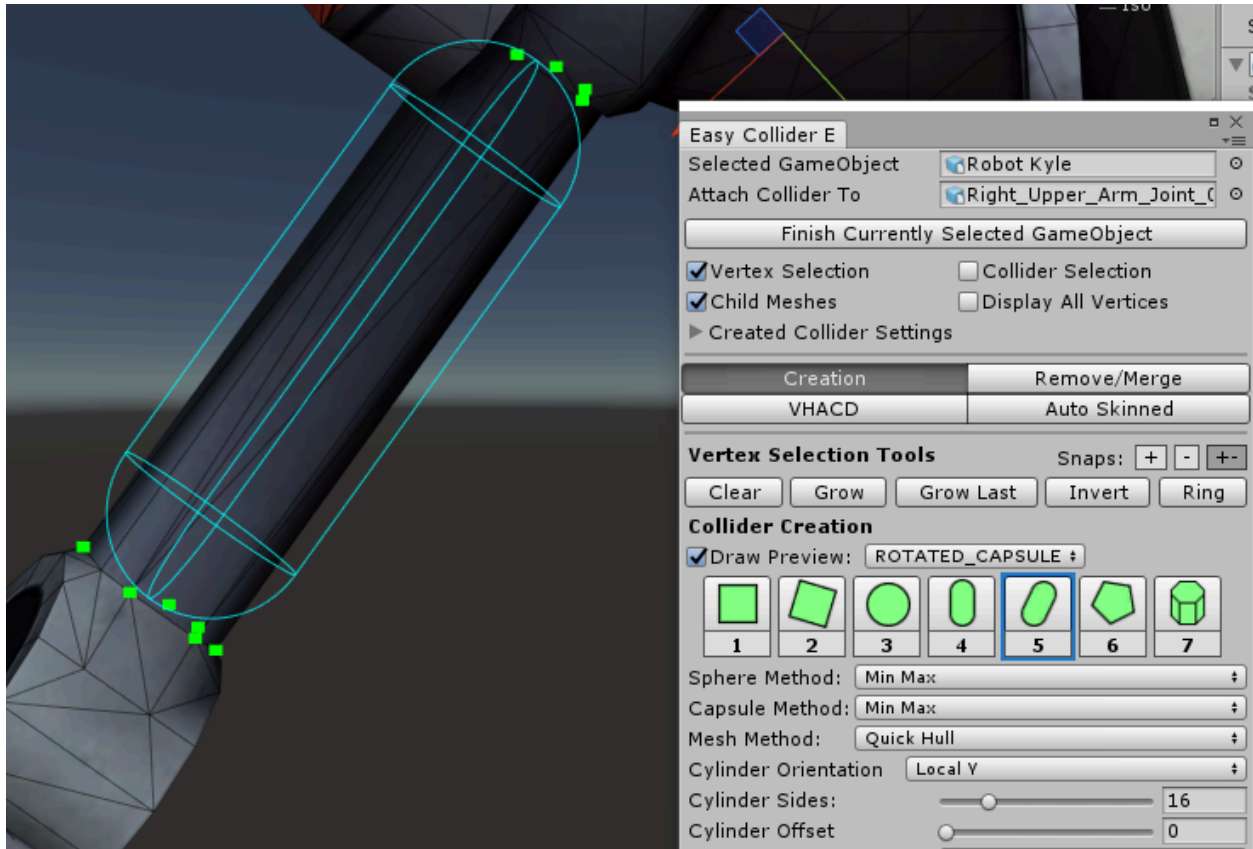 Iso
Easy Collider E
Selected GameObject Robot Kyle
Attach Collider To Right_Upper_Arm_Joint_
Finish Currently Selected GameObject
Vertex Selection Collider Selection
Child Meshes Display All Vertices
Created Collider Settings
Creation Remove/Merge
VHACD Auto Skinned
Vertex Selection Tools Snaps: + - +-
Clear Grow Grow Last Invert Ring
Collider Creation
Draw Preview: ROTATED_CAPSULE
1 2 3 4 5 6 7
Sphere Method: Min Max
Capsule Method: Min Max
Mesh Method: Quick Hull
Cylinder Orientation Local Y
Cylinder Sides: 16
Cylinder Offset 0